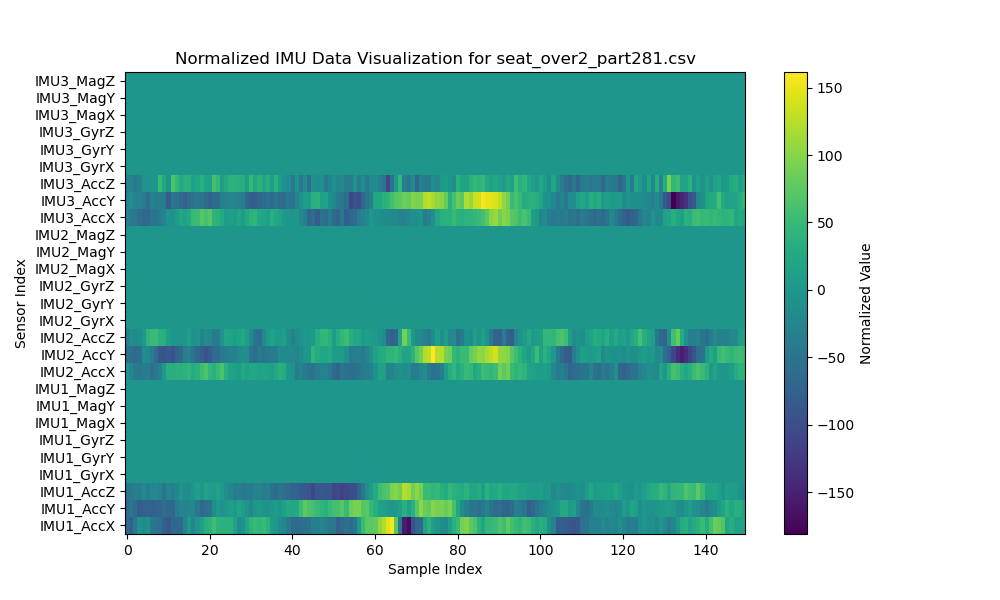 Normalized IMU Data Visualization for seat_over2_part281.csv
IMU3_MagZ
IMU3_MagY
IMU3_MagX
IMU3_GyrZ
IMU3_GyrY
IMU3_GyrX
IMU3_AccZ
IMU3_AccY
IMU3_AccX
IMU2_MagZ
IMU2_MagY
IMU2_MagX
IMU2_GyrZ
IMU2_GyrY
IMU2_GyrX
IMU2_AccZ
IMU2_AccY
IMU2_AccX
IMU1_MagZ
IMU1_MagY
IMU1_MagX
IMU1_GyrZ
IMU1_GyrY
IMU1_GyrX
IMU1_AccZ
IMU1_AccY
IMU1_AccX
Sensor Index
0 20 40 60 80 100 120 140
Sample Index
150
100
50
0
−50
−100
−150
Normalized Value